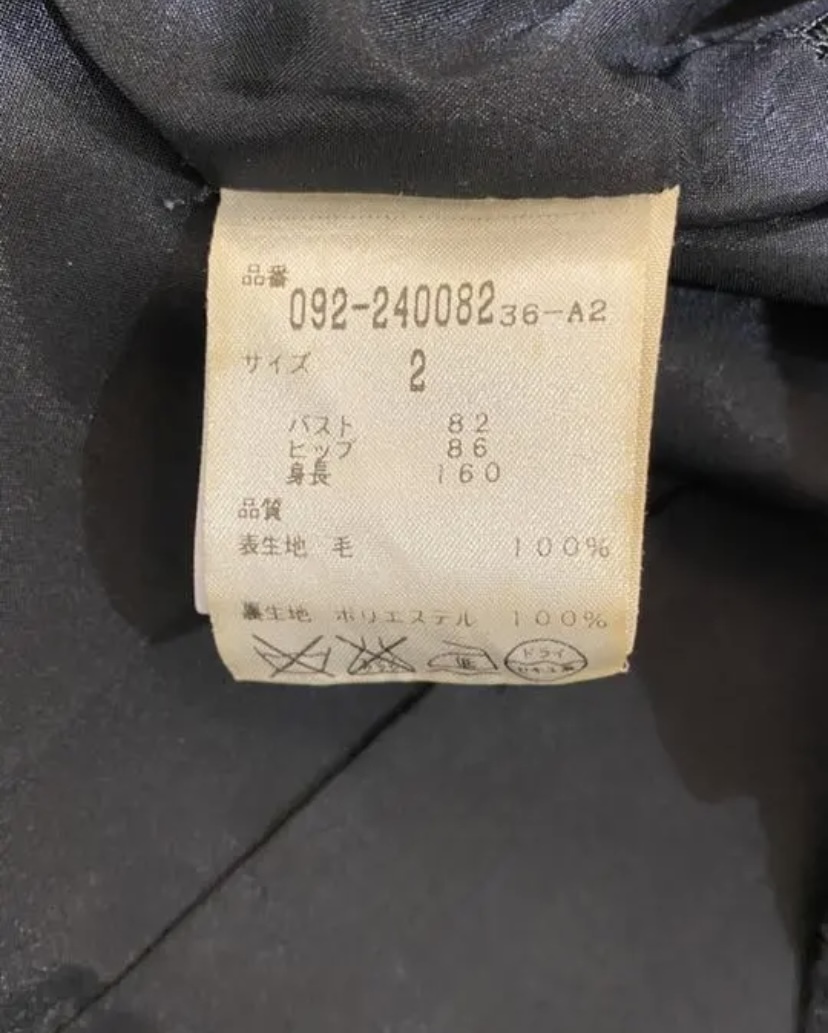 品番
092-240082 36-A2
サイズ 2
バスト 82
ヒップ 86
身長 160
品質
表生地 毛 100%
裏生地 ポリエステル 100%
ドライ